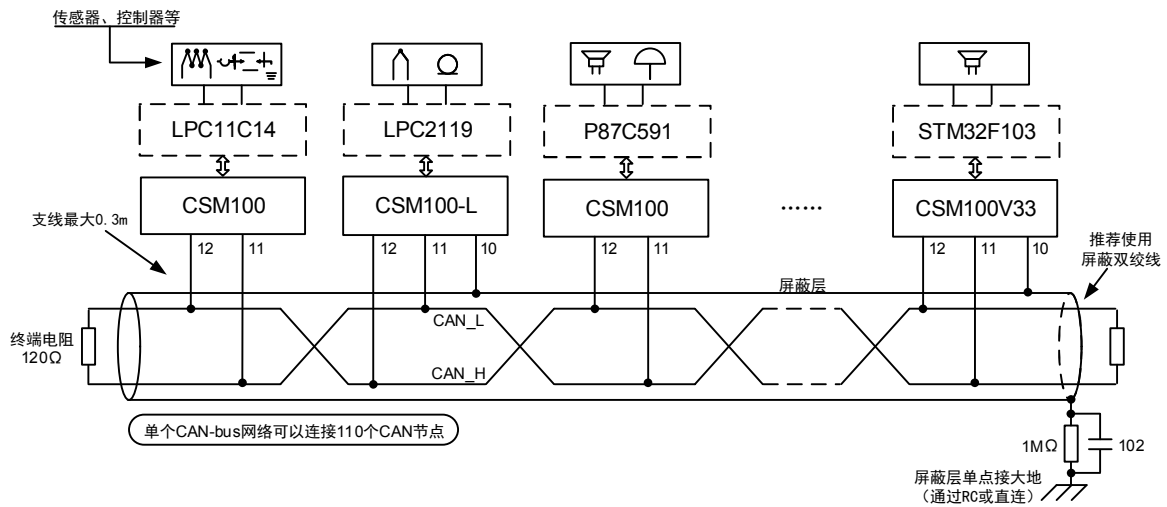 传感器、控制器等
LPC11C14
LPC2119
P87C591
STM32F103
CSM100
CSM100-L
CSM100
……
CSM100V33
支线最大0.3m
12
11
12
11
10
12
11
12
11
10
推荐使用
屏蔽双绞线
屏蔽层
CAN_L
终端电阻
120Ω
CAN_H
单个CAN-bus网络可以连接110个CAN节点
1MΩ
102
屏蔽层单点接大地
（通过RC或直连）